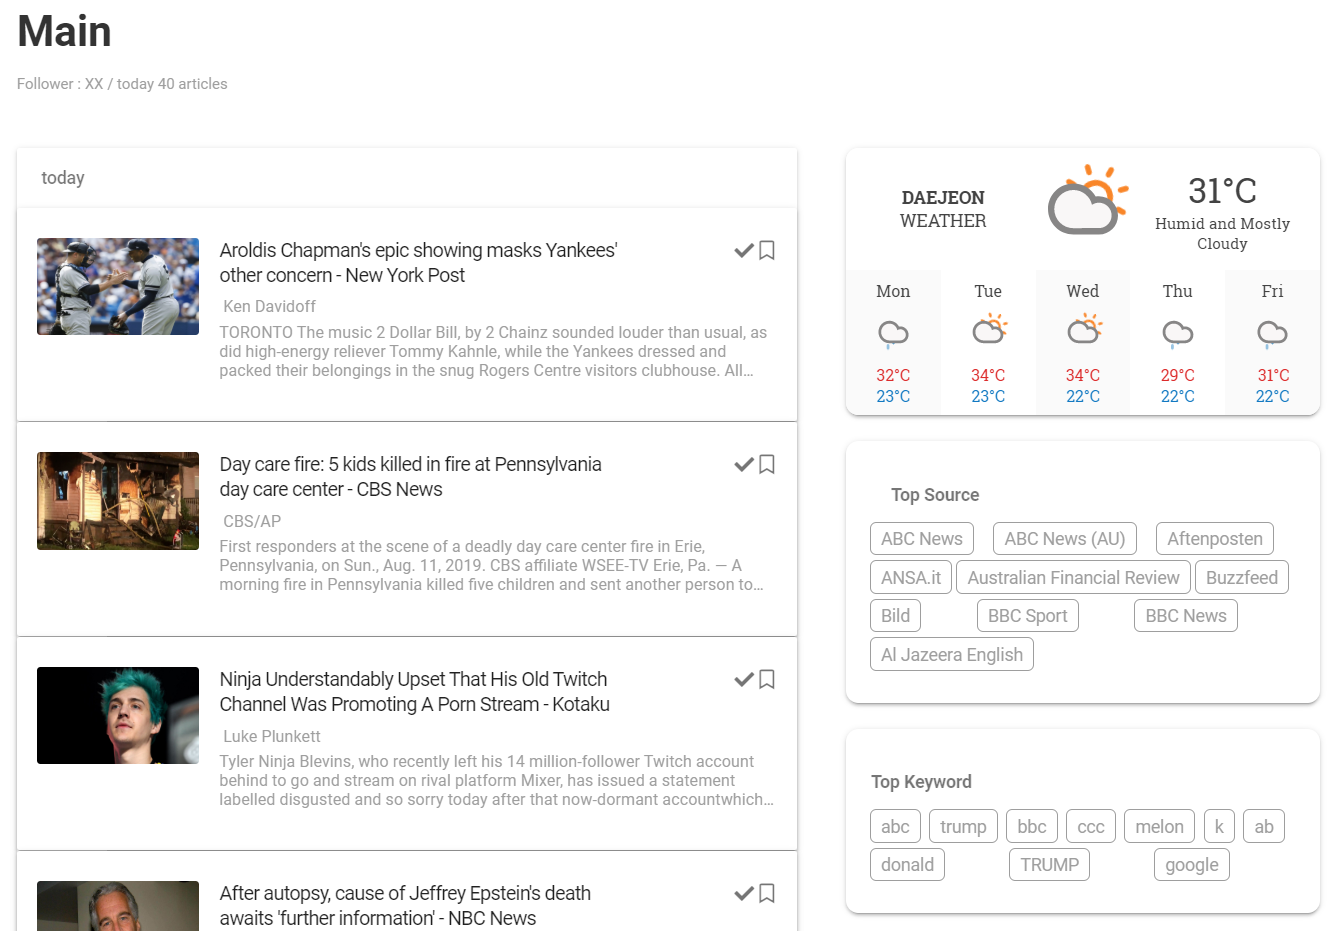 Main
Follower : XX / today 40 articles
today
Aroldis Chapman's epic showing masks Yankees'
other concern - New York Post
Ken Davidoff
TORONTO The music 2 Dollar Bill, by 2 Chainz sounded louder than usual, as
did high-energy reliever Tommy Kahnle, while the Yankees dressed and
packed their belongings in the snug Rogers Centre visitors clubhouse. All…
Day care fire: 5 kids killed in fire at Pennsylvania
day care center - CBS News
CBS/AP
First responders at the scene of a deadly day care center fire in Erie,
Pennsylvania, on Sun., Aug. 11, 2019. CBS affiliate WSEE-TV Erie, Pa. — A
morning fire in Pennsylvania killed five children and sent another person to…
Ninja Understandably Upset That His Old Twitch
Channel Was Promoting A Porn Stream - Kotaku
Luke Plunkett
Tyler Ninja Blevins, who recently left his 14 million-follower Twitch account
behind to go and stream on rival platform Mixer, has issued a statement
labelled disgusted and so sorry today after that now-dormant accountwhich…
After autopsy, cause of Jeffrey Epstein's death
awaits 'further information' - NBC News
DAEJEON
WEATHER
31°C
Humid and Mostly
Cloudy
Mon Tue Wed Thu Fri
32°C 34°C 34°C 29°C 31°C
23°C 23°C 22°C 22°C 22°C
Top Source
ABC News ABC News (AU) Aftenposten
ANSA.it Australian Financial Review Buzzfeed
Bild BBC Sport BBC News
Al Jazeera English
Top Keyword
abc trump bbc ccc melon k ab
donald TRUMP google